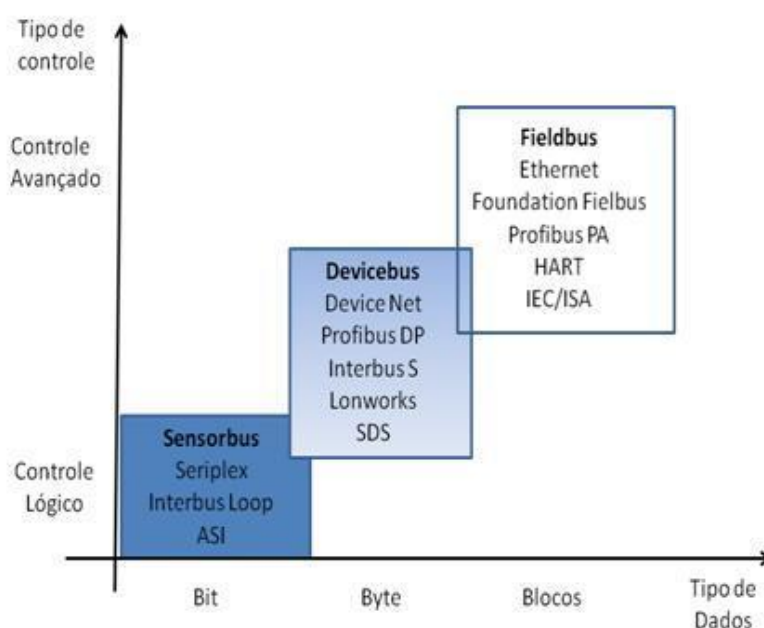 Tipo de
controle
Controle
Avançado
Fieldbus
Ethernet
Foundation Fielbus
Profibus PA
HART
IEC/ISA
Devicebus
Device Net
Profibus DP
Interbus S
Lonworks
SDS
Controle
Lógico
Sensorbus
Seriplex
Interbus Loop
ASI
Bit
Byte
Blocos
Tipo de
Dados